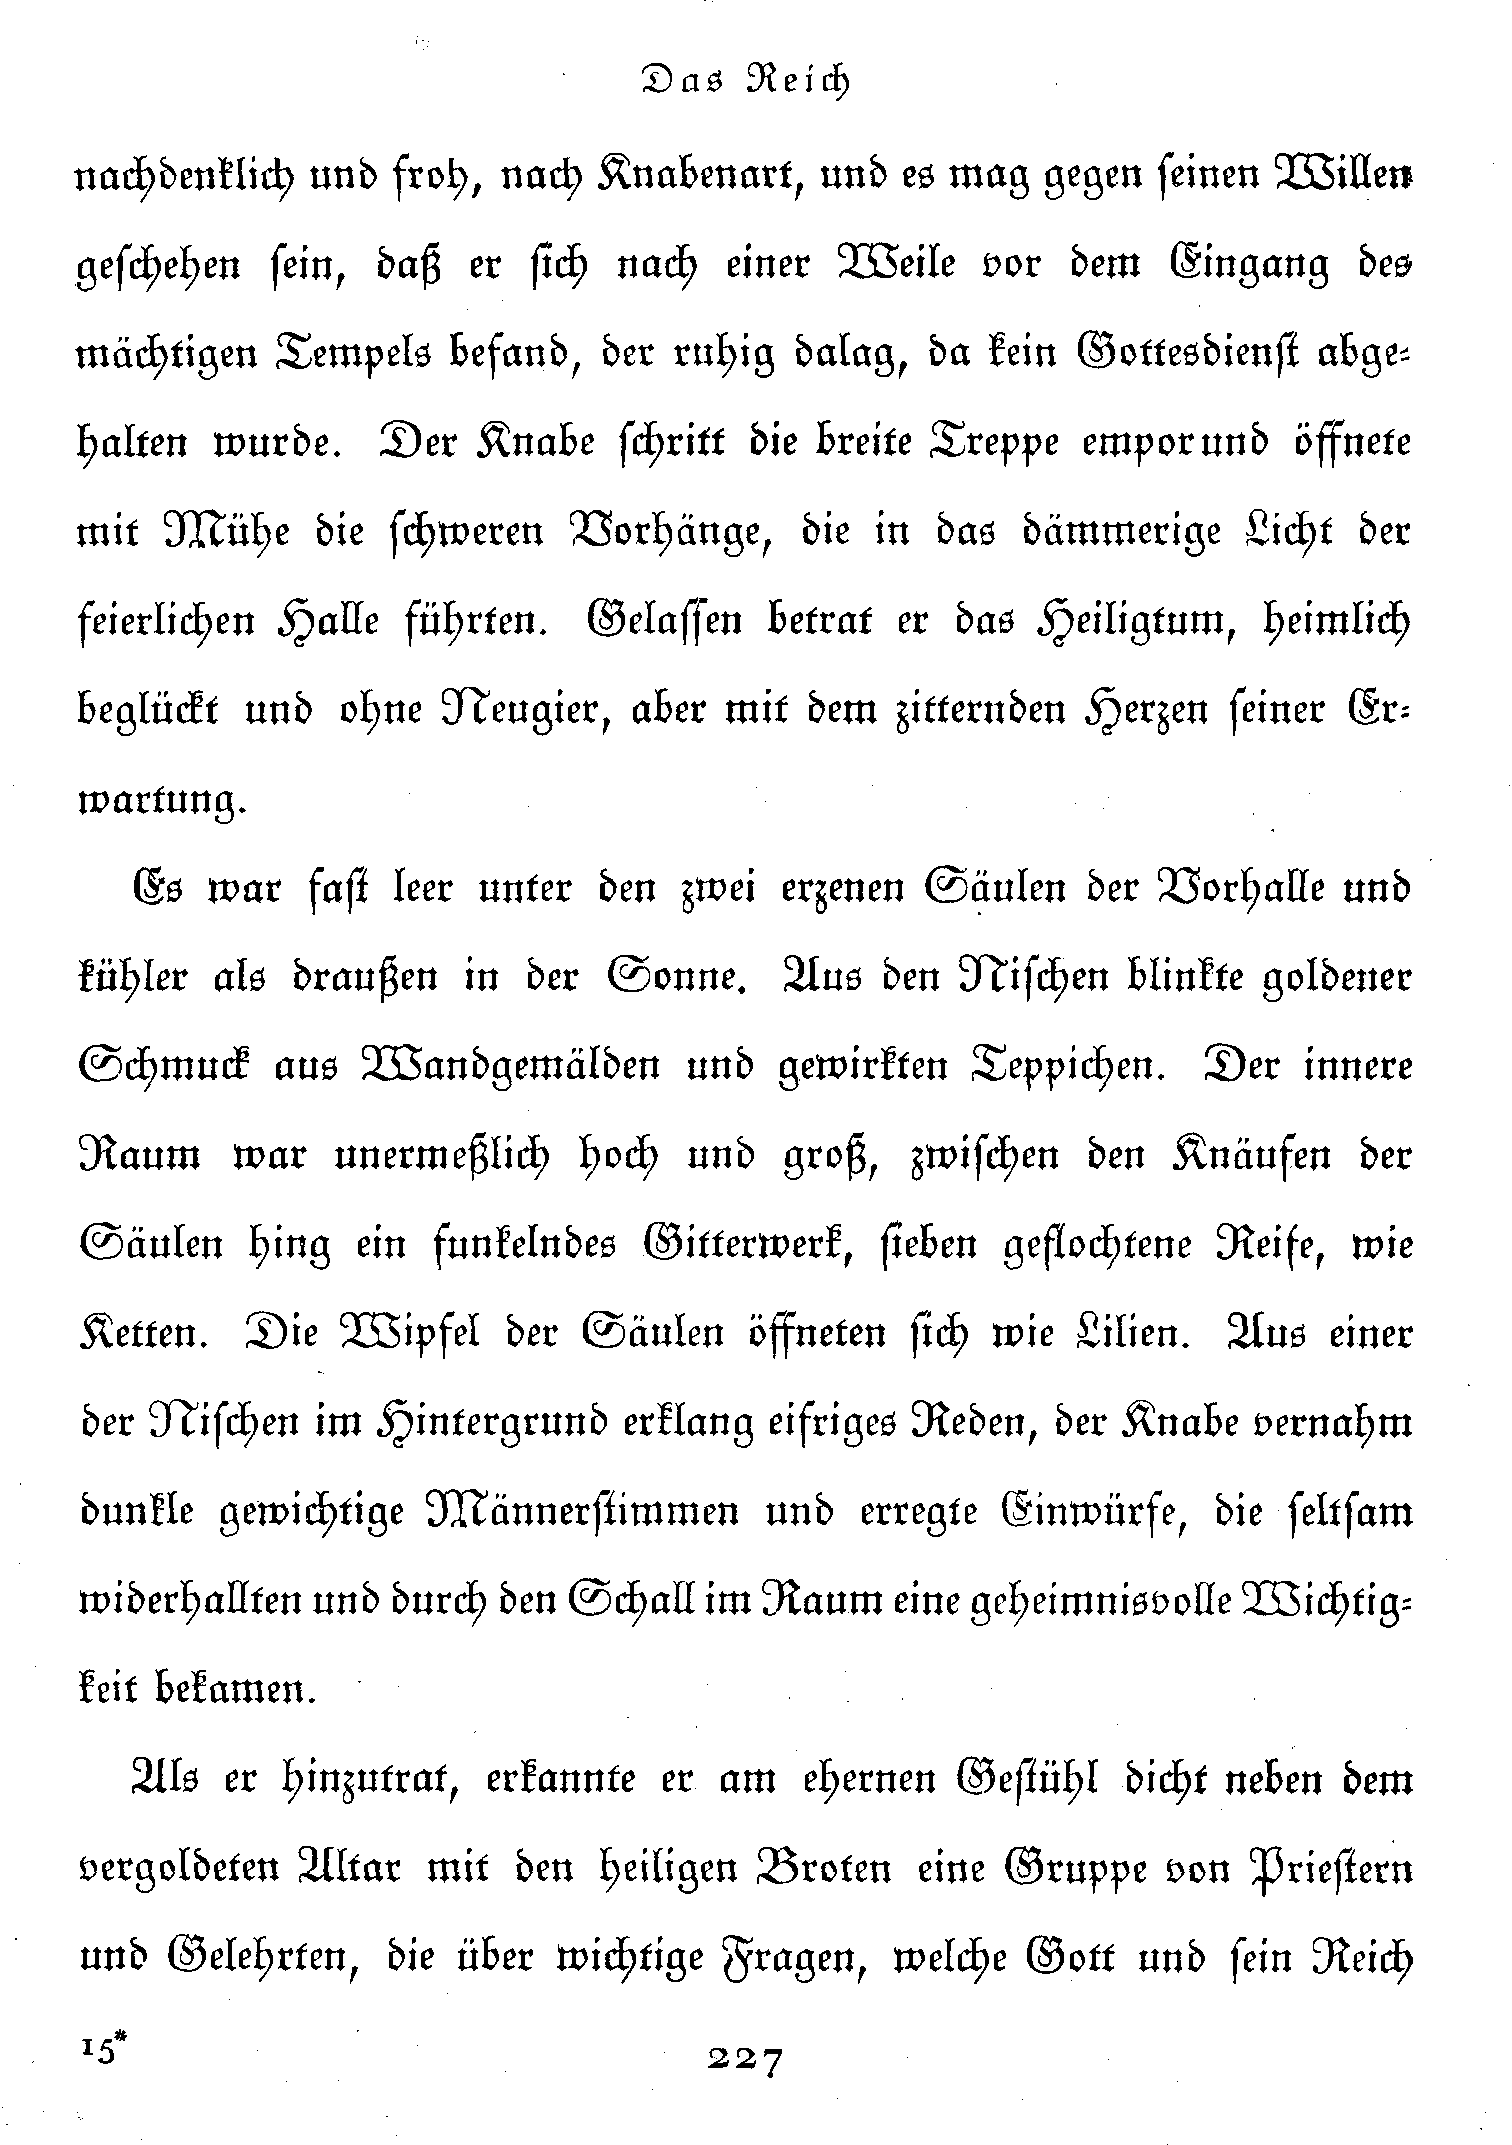 Das Reich
nachdenklich und froh, nach Knabenart, und es mag gegen seinen Willen
geschehen sein, daß er sich nach einer Weile vor dem Eingang des
mächtigen Tempels befand, der ruhig dalag, da kein Gottesdienst abge-
halten wurde. Der Knabe schritt die breite Treppe empor und öffnete
mit Mühe die schweren Vorhänge, die in das dämmerige Licht der
feierlichen Halle führten. Gelassen betrat er das Heiligtum, heimlich
beglückt und ohne Neugier, aber mit dem zitternden Herzen seiner Er-
wartung.
Es war fast leer unter den zwei erzenen Säulen der Vorhalle und
kühler als draußen in der Sonne. Aus den Nischen blinkte goldener
Schmuck aus Wandgemälden und gewirkten Teppichen. Der innere
Raum war unermeßlich hoch und groß, zwischen den Knäufen der
Säulen hing ein funkelndes Gitterwerk, sieben geflochtene Reife, wie
Ketten. Die Wipfel der Säulen öffneten sich wie Lilien. Aus einer
der Nischen im Hintergrund erklang eifriges Reden, der Knabe vernahm
dunkle gewichtige Männerstimmen und erregte Einwürfe, die seltsam
widerhallten und durch den Schall im Raum eine geheimnisvolle Wichtig-
keit bekamen.
Als er hinzutrat, erkannte er am ehernen Gestühl dicht neben dem
vergoldeten Altar mit den heiligen Broten eine Gruppe von Priestern
und Gelehrten, die über wichtige Fragen, welche Gott und sein Reich
15*
227